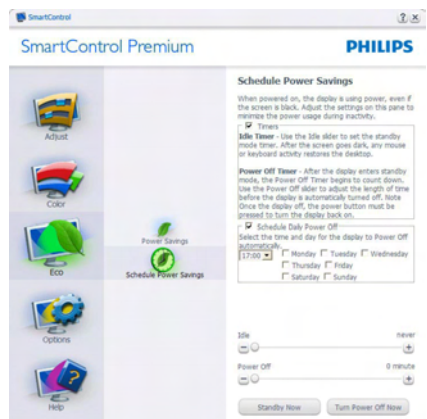 SmartControl
SmartControl Premium
PHILIPS
Adjust
Color
Eco
Options
Help
Power Savings
Schedule Power Savings
Schedule Power Savings
When powered on, the display is using power, even if
the screen is black. Adjust the settings on this pane to
minimize the power usage during inactivity.
Timers
Idle Timer - Use the Idle slider to set the standby
mode timer. After the screen goes dark, any mouse
or keyboard activity restores the desktop.
Power Off Timer - After the display enters standby
mode, the Power Off Timer begins to count down.
Use the Power Off slider to adjust the length of time
before the display is automatically turned off. Note
Once the display off, the power button must be
pressed to turn the display back on.
Schedule Daily Power Off
Select the time and day for the display to Power Off
automatically.
17:00 Monday Tuesday Wednesday
Thursday Friday
Saturday Sunday
Idle never
Power Off 0 minute
Standby Now Turn Power Off Now